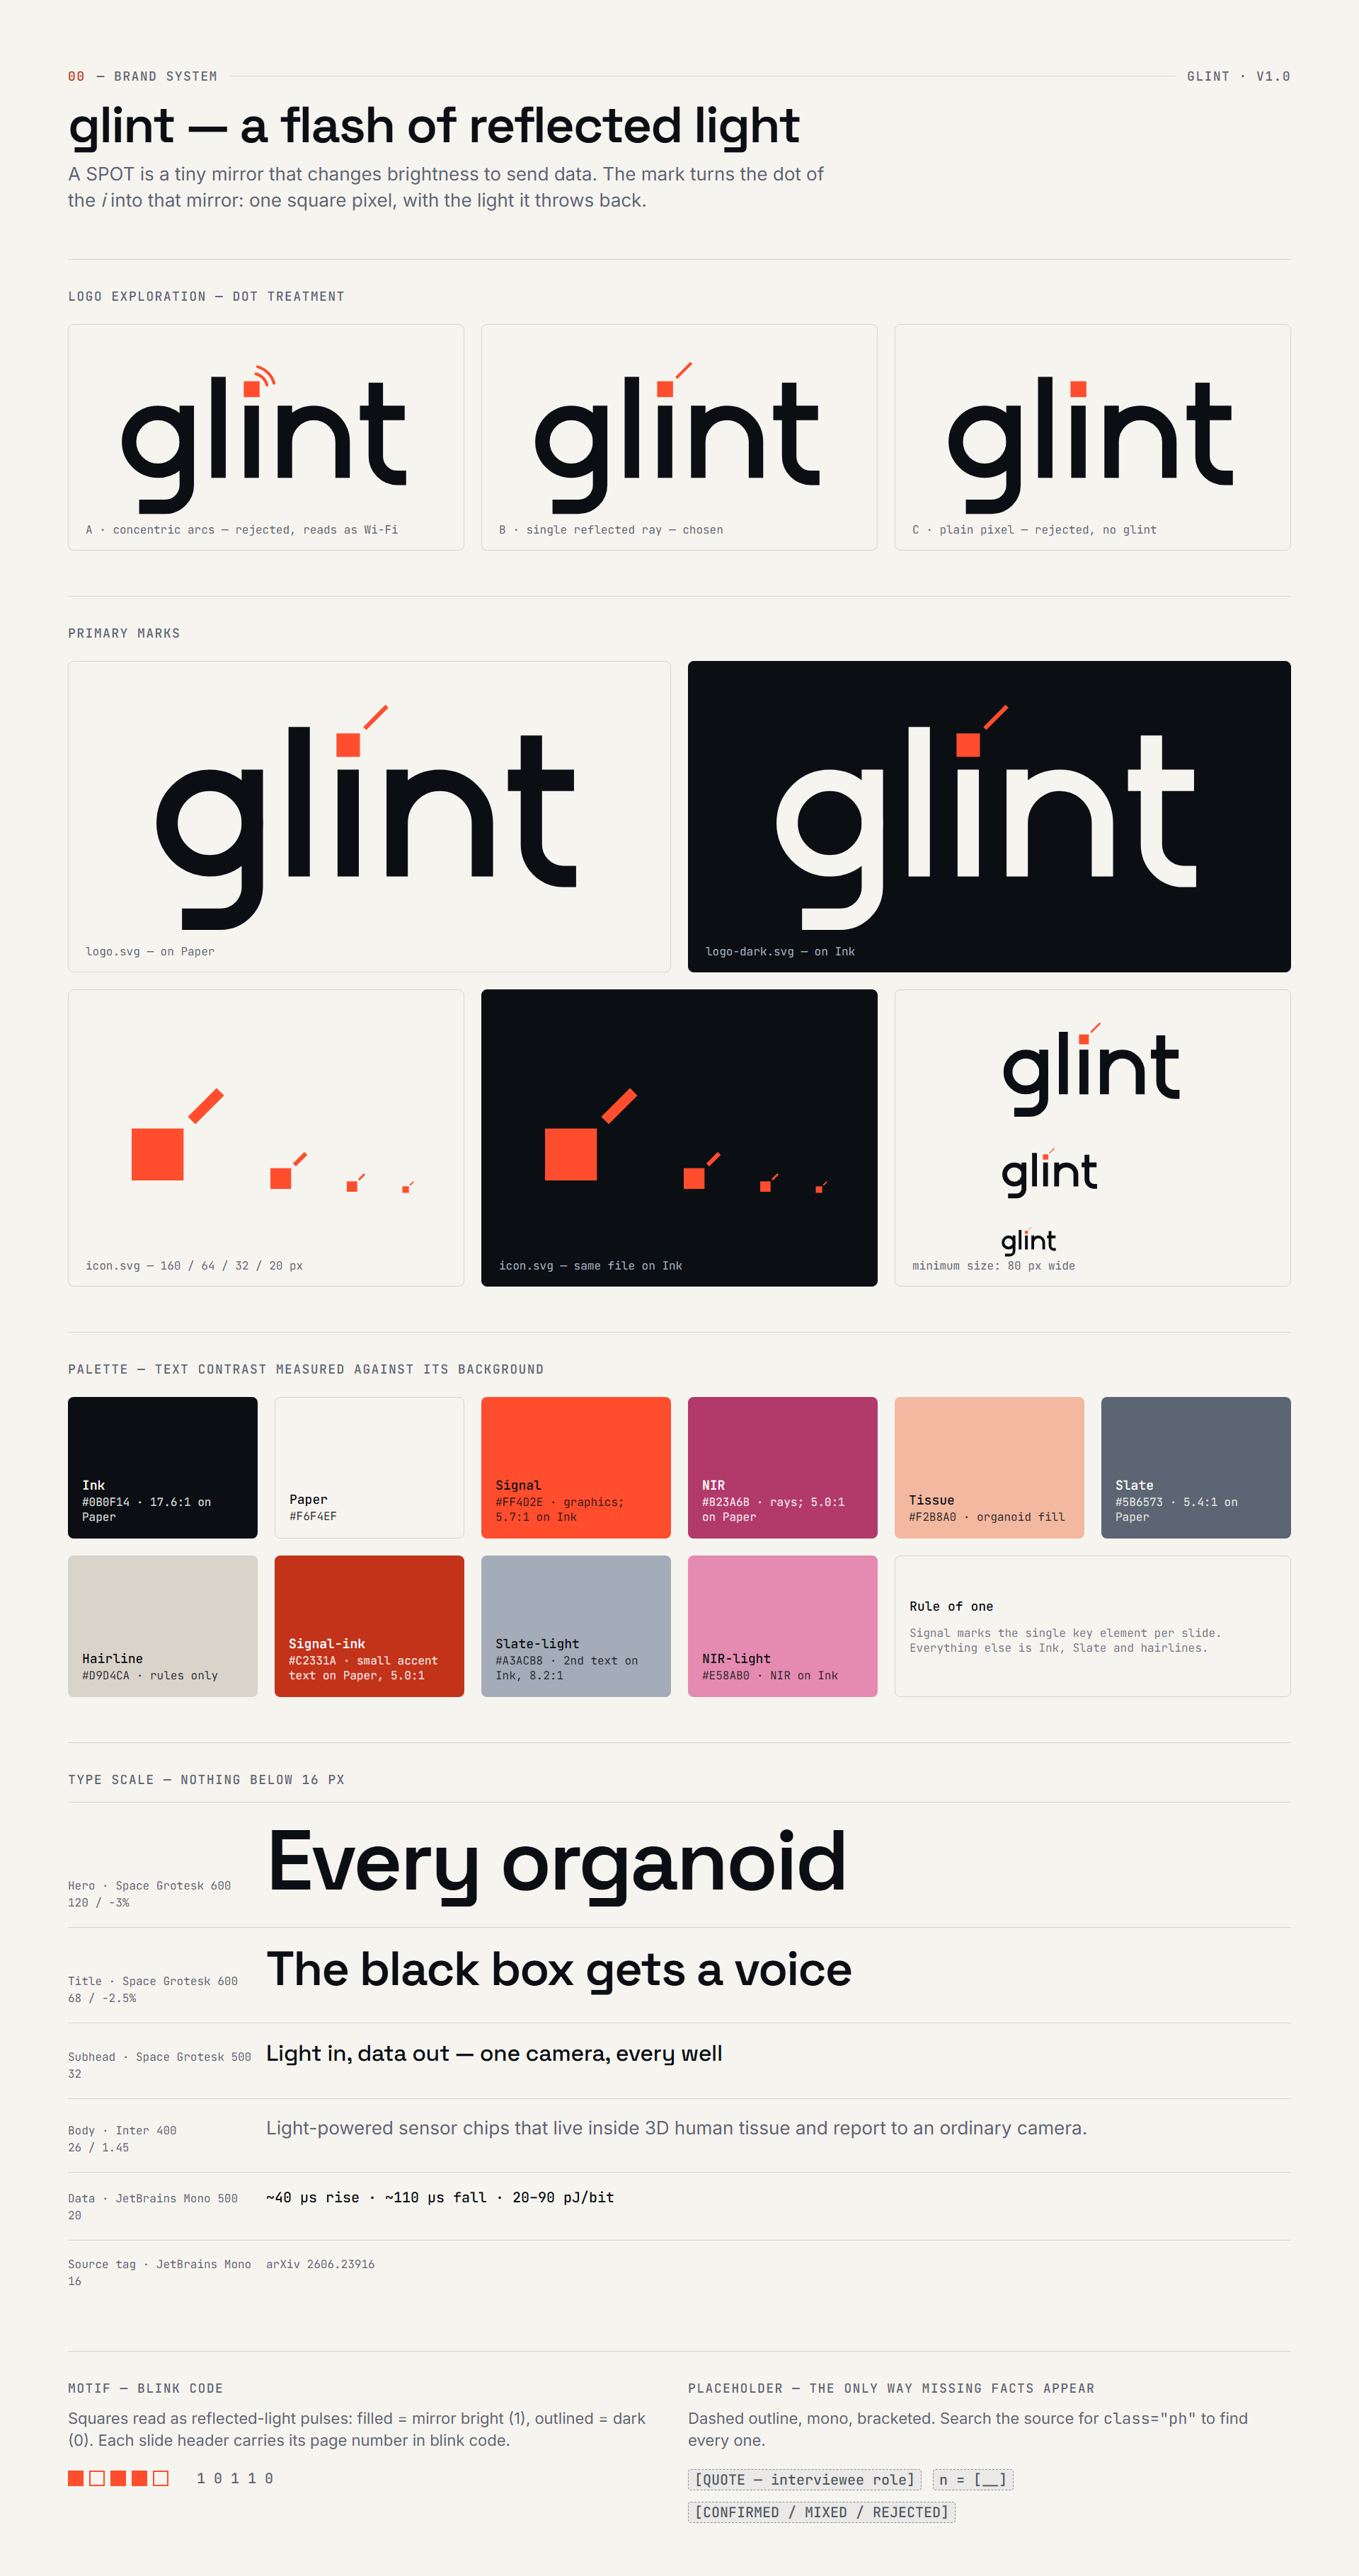 00 — BRAND SYSTEM
GLINT · V1.0
glint — a flash of reflected light
A SPOT is a tiny mirror that changes brightness to send data. The mark turns the dot of
the i into that mirror: one square pixel, with the light it throws back.
LOGO EXPLORATION — DOT TREATMENT
glint
A · concentric arcs — rejected, reads as Wi-Fi
glint
B · single reflected ray — chosen
glint
C · plain pixel — rejected, no glint
PRIMARY MARKS
glint
logo.svg — on Paper
glint
logo-dark.svg — on Ink
icon.svg — 160 / 64 / 32 / 20 px
icon.svg — same file on Ink
glint
glint
glint
minimum size: 80 px wide
PALETTE — TEXT CONTRAST MEASURED AGAINST ITS BACKGROUND
Ink
#0B0F14 · 17.6:1 on
Paper
Paper
#F6F4EF
Signal
#FF4D2E · graphics;
5.7:1 on Ink
NIR
#B23A6B · rays; 5.0:1
on Paper
Tissue
#F2B8A0 · organoid fill
Slate
#5B6573 · 5.4:1 on
Paper
Hairline
#D9D4CA · rules only
Signal-ink
#C2331A · small accent
text on Paper, 5.0:1
Slate-light
#A3ACB8 · 2nd text on
Ink, 8.2:1
NIR-light
#E58AB0 · NIR on Ink
Rule of one
Signal marks the single key element per slide.
Everything else is Ink, Slate and hairlines.
TYPE SCALE — NOTHING BELOW 16 PX
Hero · Space Grotesk 600
120 / -3%
Every organoid
Title · Space Grotesk 600
68 / -2.5%
The black box gets a voice
Subhead · Space Grotesk 500
32
Light in, data out — one camera, every well
Body · Inter 400
26 / 1.45
Light-powered sensor chips that live inside 3D human tissue and report to an ordinary camera.
Data · JetBrains Mono 500
20
~40 µs rise · ~110 µs fall · 20–90 pJ/bit
Source tag · JetBrains Mono
16
arXiv 2606.23916
MOTIF — BLINK CODE
Squares read as reflected-light pulses: filled = mirror bright (1), outlined = dark
(0). Each slide header carries its page number in blink code.
1 0 1 1 0
PLACEHOLDER — THE ONLY WAY MISSING FACTS APPEAR
Dashed outline, mono, bracketed. Search the source for class="ph" to find
every one.
[QUOTE — interviewee role] n = [__]
[CONFIRMED / MIXED / REJECTED]